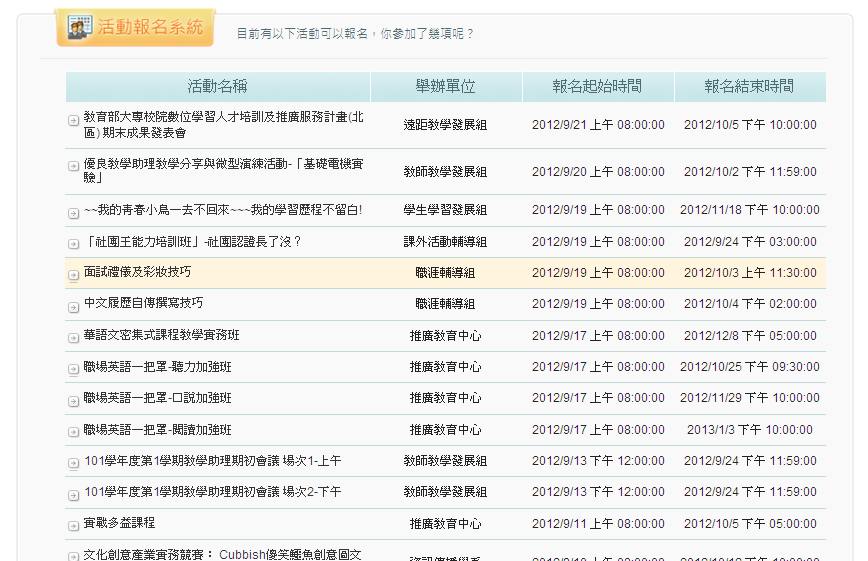 活動報名系統
目前有以下活動可以報名，你參加了幾項呢？
活動名稱 舉辦單位 報名起始時間 報名結束時間
教育部大專校院數位學習人才培訓及推廣服務計畫(北
區) 期末成果發表會 遠距教學發展組 2012/9/21 上午 08:00:00 2012/10/5 下午 10:00:00
優良教學助理教學分享與微型演練活動-「基礎電機實
驗」 教師教學發展組 2012/9/20 上午 08:00:00 2012/10/2 下午 11:59:00
~~我的青春小鳥一去不回來~~~我的學習歷程不留白! 學生學習發展組 2012/9/19 上午 08:00:00 2012/11/18 下午 10:00:00
「社團王能力培訓班」-社團認證長了沒？ 課外活動輔導組 2012/9/19 上午 08:00:00 2012/9/24 下午 03:00:00
面試禮儀及彩妝技巧 職涯輔導組 2012/9/19 上午 08:00:00 2012/10/3 上午 11:30:00
中文履歷自傳撰寫技巧 職涯輔導組 2012/9/19 上午 08:00:00 2012/10/4 下午 02:00:00
華語文密集式課程教學實務班 推廣教育中心 2012/9/17 上午 08:00:00 2012/12/8 下午 05:00:00
職場英語一把罩-聽力加強班 推廣教育中心 2012/9/17 上午 08:00:00 2012/10/25 下午 09:30:00
職場英語一把罩-口說加強班 推廣教育中心 2012/9/17 上午 08:00:00 2012/11/29 下午 10:00:00
職場英語一把罩-閱讀加強班 推廣教育中心 2012/9/17 上午 08:00:00 2013/1/3 下午 10:00:00
101學年度第1學期教學助理期初會議 場次1-上午 教師教學發展組 2012/9/13 下午 12:00:00 2012/9/24 下午 11:59:00
101學年度第1學期教學助理期初會議 場次2-下午 教師教學發展組 2012/9/13 下午 12:00:00 2012/9/24 下午 11:59:00
實戰多益課程 推廣教育中心 2012/9/11 上午 08:00:00 2012/10/5 下午 05:00:00
文化創意產業實務競賽： Cubbish優笑鱷魚創意圖文